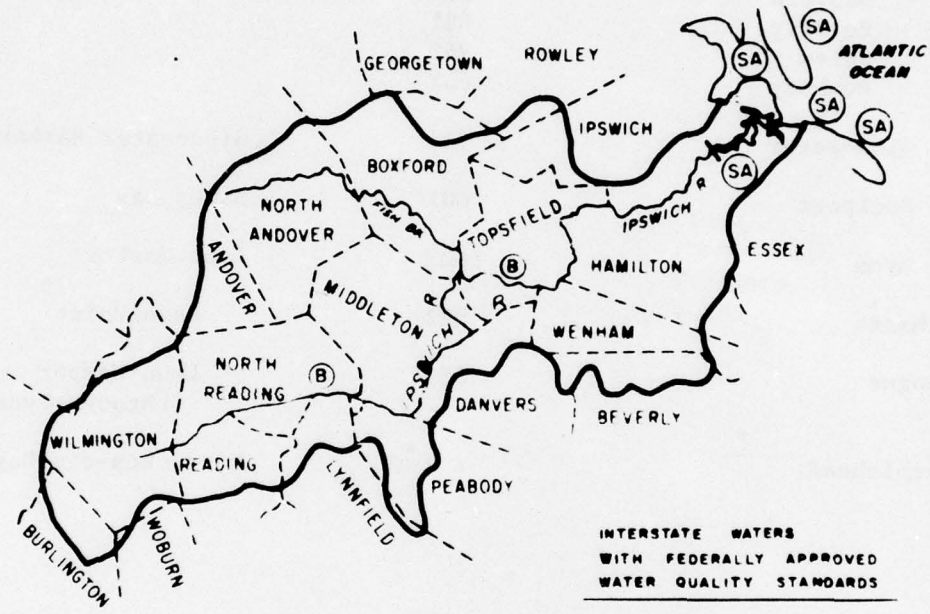 SA
ROWLEY
GEORGETOWN
SA
ATLANTIC
OCEAN
IPSWICH
SA
SA
BOXFORD
SA
NORTH
ANDOVER
FISH BK
TOPSFIELD
IPSWICH R
ANDOVER
B
HAMILTON
ESSEX
MIDDLETON
R
IPSWICH R
WENHAM
NORTH
READING
B
DANVERS
BEVERLY
WILMINGTON
READING
LYNNFIELD
PEABODY
BURLINGTON
WOBURN
INTERSTATE WATERS
WITH FEDERALLY APPROVED
WATER QUALITY STANDARDS